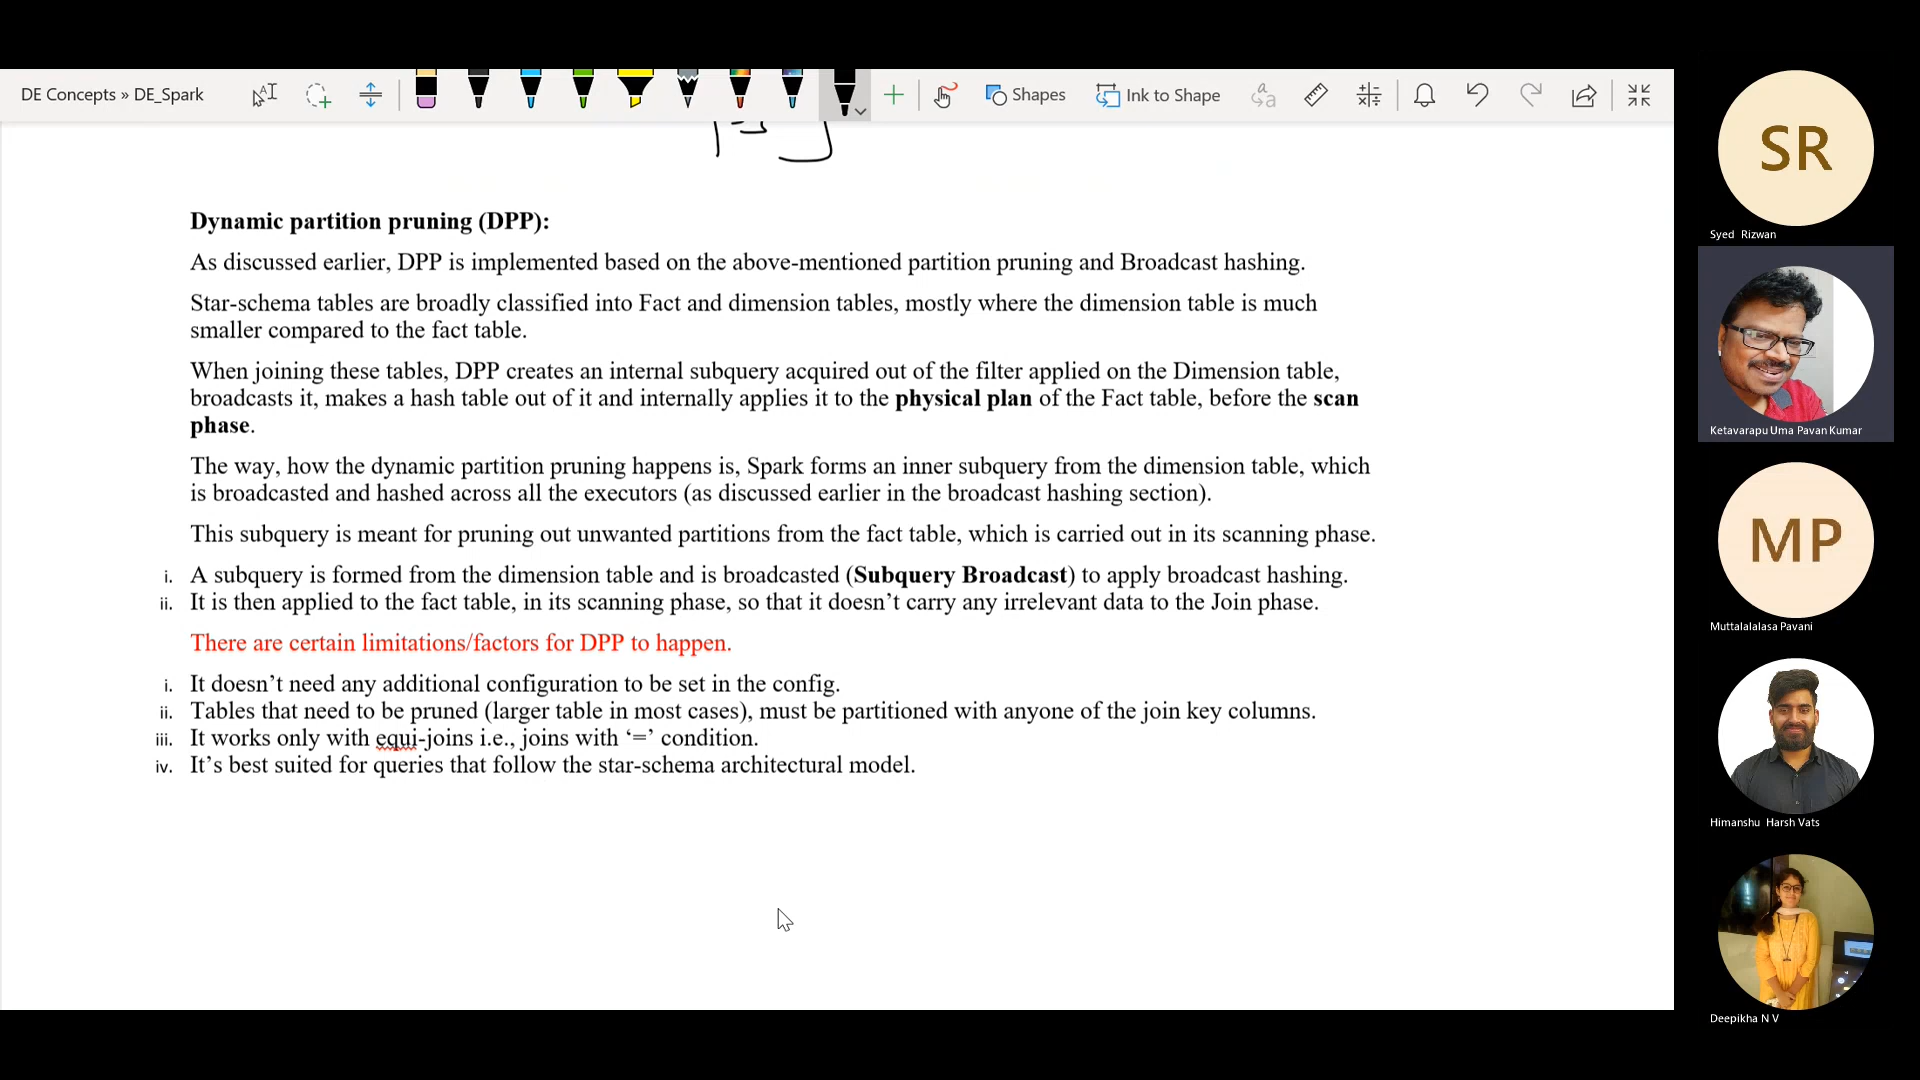 DE Concepts » DE_Spark
Shapes
Ink to Shape
Dynamic partition pruning (DPP):
As discussed earlier, DPP is implemented based on the above-mentioned partition pruning and Broadcast hashing.
Star-schema tables are broadly classified into Fact and dimension tables, mostly where the dimension table is much
smaller compared to the fact table.
When joining these tables, DPP creates an internal subquery acquired out of the filter applied on the Dimension table,
broadcasts it, makes a hash table out of it and internally applies it to the physical plan of the Fact table, before the scan
phase.
The way, how the dynamic partition pruning happens is, Spark forms an inner subquery from the dimension table, which
is broadcasted and hashed across all the executors (as discussed earlier in the broadcast hashing section).
This subquery is meant for pruning out unwanted partitions from the fact table, which is carried out in its scanning phase.
i. A subquery is formed from the dimension table and is broadcasted (Subquery Broadcast) to apply broadcast hashing.
ii. It is then applied to the fact table, in its scanning phase, so that it doesn’t carry any irrelevant data to the Join phase.
There are certain limitations/factors for DPP to happen.
i. It doesn’t need any additional configuration to be set in the config.
ii. Tables that need to be pruned (larger table in most cases), must be partitioned with anyone of the join key columns.
iii. It works only with equi-joins i.e., joins with ‘=’ condition.
iv. It’s best suited for queries that follow the star-schema architectural model.
SR
Syed Rizwan
Ketavarapu Uma Pavan Kumar
MP
Muttalalalasa Pavani
Himanshu Harsh Vats
Deepikha N V